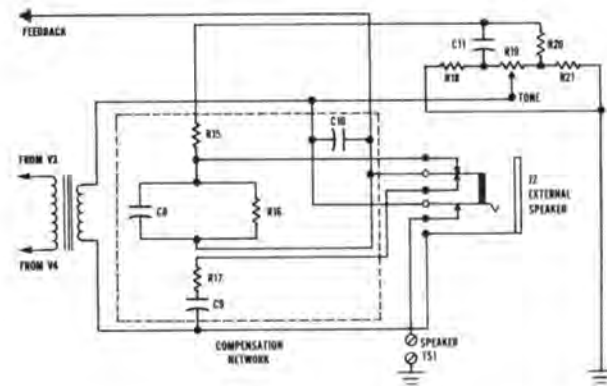 FEEDBACK
C11
R19
R20
R18
R21
TONE
C10
R15
FROM V3
C8
R16
J2
EXTERNAL
SPEAKER
R17
FROM V4
C9
COMPENSATION
NETWORK
SPEAKER
TS1